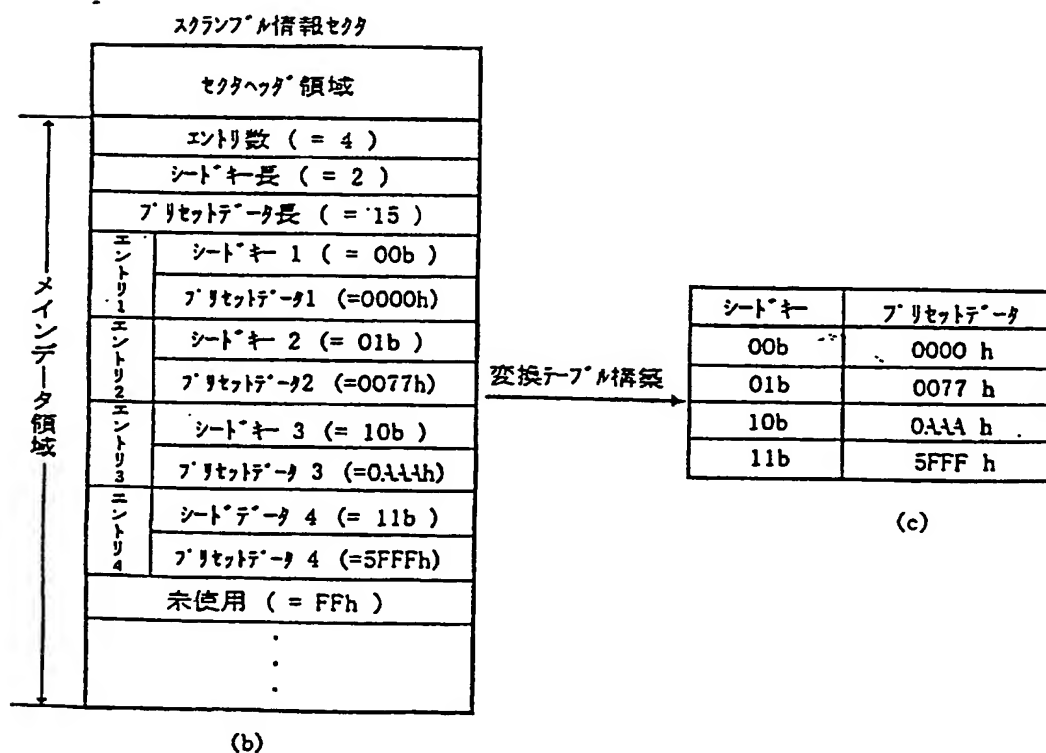 スクランブル情報セクタ
セクタヘッダ領域
エントリ数 ( = 4 )
シードキー長 ( = 2 )
プリセットデータ長 ( = 15 )
メインデータ領域
エントリ1
シードキー 1 ( = 00b )
プリセットデータ1 (=0000h)
エントリ2
シードキー 2 (= 01b )
プリセットデータ2 (=0077h)
エントリ3
シードキー 3 (= 10b )
プリセットデータ 3 (=0AAAh)
エントリ4
シードデータ 4 (= 11b )
プリセットデータ 4 (=5FFFh)
未使用 ( = FFh )
(b)
変換テーブル構築
シードキー プリセットデータ
00b 0000 h
01b 0077 h
10b 0AAA h
11b 5FFF h
(c)